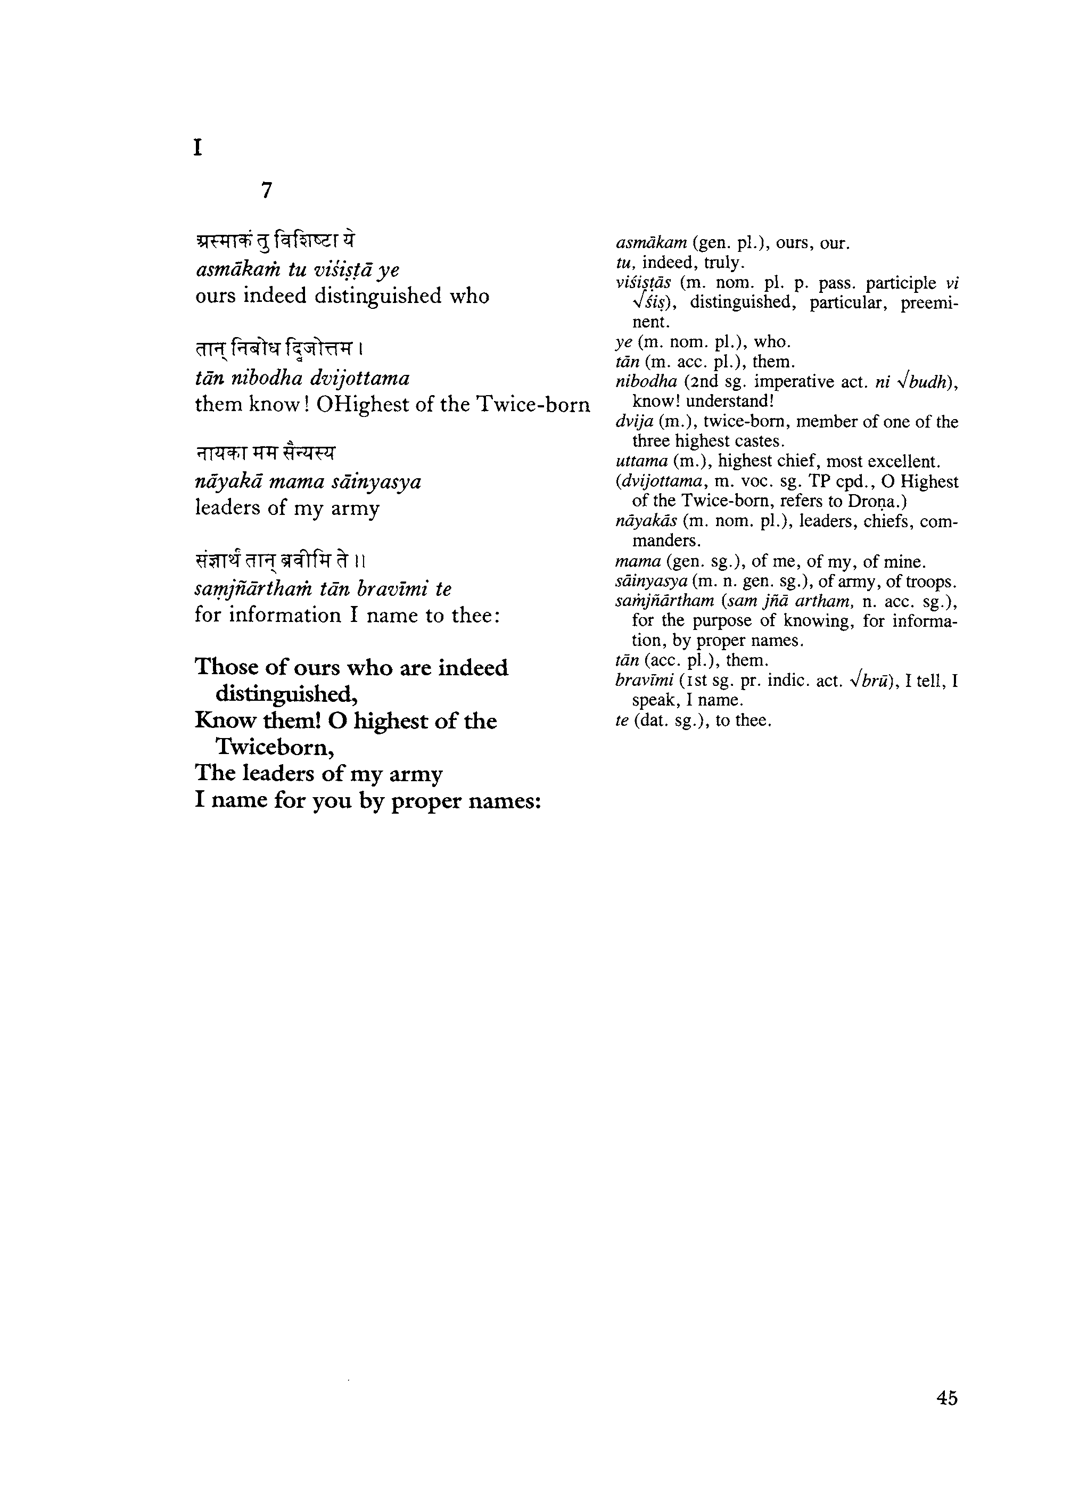 I
7
अस्माकं तु विशिष्टा ये
asmākaṁ tu viśiṣṭā ye
ours indeed distinguished who
तान् निबोध द्विजोत्तम ।
tān nibodha dvijottama
them know! OHighest of the Twice-born
नायका मम सैन्यस्य
nāyakā mama sāinyasya
leaders of my army
संज्ञार्थं तान् ब्रवीमि ते ॥
saṃjñārthaṁ tān bravīmi te
for information I name to thee:
Those of ours who are indeed
distinguished,
Know them! O highest of the
Twiceborn,
The leaders of my army
I name for you by proper names:
asmākam (gen. pl.), ours, our.
tu, indeed, truly.
viśiṣṭās (m. nom. pl. p. pass. participle vi
√śiṣ), distinguished, particular, preemi-
nent.
ye (m. nom. pl.), who.
tān (m. acc. pl.), them.
nibodha (2nd sg. imperative act. ni √budh),
know! understand!
dvija (m.), twice-born, member of one of the
three highest castes.
uttama (m.), highest chief, most excellent.
(dvijottama, m. voc. sg. TP cpd., O Highest
of the Twice-born, refers to Droṇa.)
nāyakās (m. nom. pl.), leaders, chiefs, com-
manders.
mama (gen. sg.), of me, of my, of mine.
sāinyasya (m. n. gen. sg.), of army, of troops.
saṁjñārtham (sam jñā artham, n. acc. sg.),
for the purpose of knowing, for informa-
tion, by proper names.
tān (acc. pl.), them.
bravīmi (1st sg. pr. indic. act. √brū), I tell, I
speak, I name.
te (dat. sg.), to thee.
45